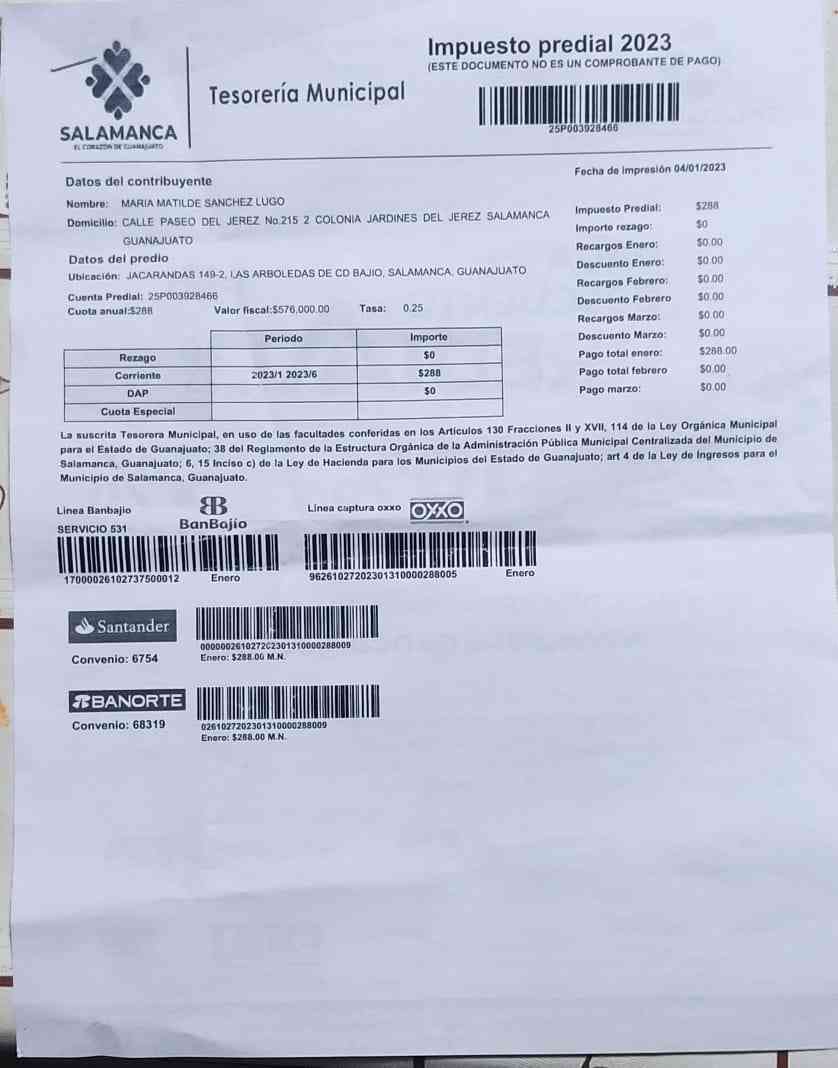 Impuesto predial 2023
(ESTE DOCUMENTO NO ES UN COMPROBANTE DE PAGO)
Tesorería Municipal
25P003928466
SALAMANCA
EL CORAZÓN DE GUANAJUATO
Fecha de impresión 04/01/2023
Datos del contribuyente
Nombre: MARIA MATILDE SANCHEZ LUGO
Domicilio: CALLE PASEO DEL JEREZ No.215 2 COLONIA JARDINES DEL JEREZ SALAMANCA
GUANAJUATO
Datos del predio
Ubicación: JACARANDAS 149-2, LAS ARBOLEDAS DE CD BAJIO, SALAMANCA, GUANAJUATO
Cuenta Predial: 25P003928466
Cuota anual:$288 Valor fiscal:$576,000.00 Tasa: 0.25
Impuesto Predial: $288
Importe rezago: $0
Recargos Enero: $0.00
Descuento Enero: $0.00
Recargos Febrero: $0.00
Descuento Febrero $0.00
Recargos Marzo: $0.00
Descuento Marzo: $0.00
Pago total enero: $288.00
Pago total febrero $0.00
Pago marzo: $0.00
Periodo Importe
Rezago $0
Corriente 2023/1 2023/6 $288
DAP $0
Cuota Especial
La suscrita Tesorera Municipal, en uso de las facultades conferidas en los Artículos 130 Fracciones II y XVII, 114 de la Ley Orgánica Municipal
para el Estado de Guanajuato; 38 del Reglamento de la Estructura Orgánica de la Administración Pública Municipal Centralizada del Municipio de
Salamanca, Guanajuato; 6, 15 Inciso c) de la Ley de Hacienda para los Municipios del Estado de Guanajuato; art 4 de la Ley de Ingresos para el
Municipio de Salamanca, Guanajuato.
Linea Banbajio
SERVICIO 531
BanBajío
Línea captura oxxo OXXO
17000026102737500012 Enero
96261027202301310000288005 Enero
Santander
Convenio: 6754
0000002610272023013100002880​09
Enero: $288.00 M.N.
BANORTE
Convenio: 68319
0261027202301310000288009
Enero: $288.00 M.N.